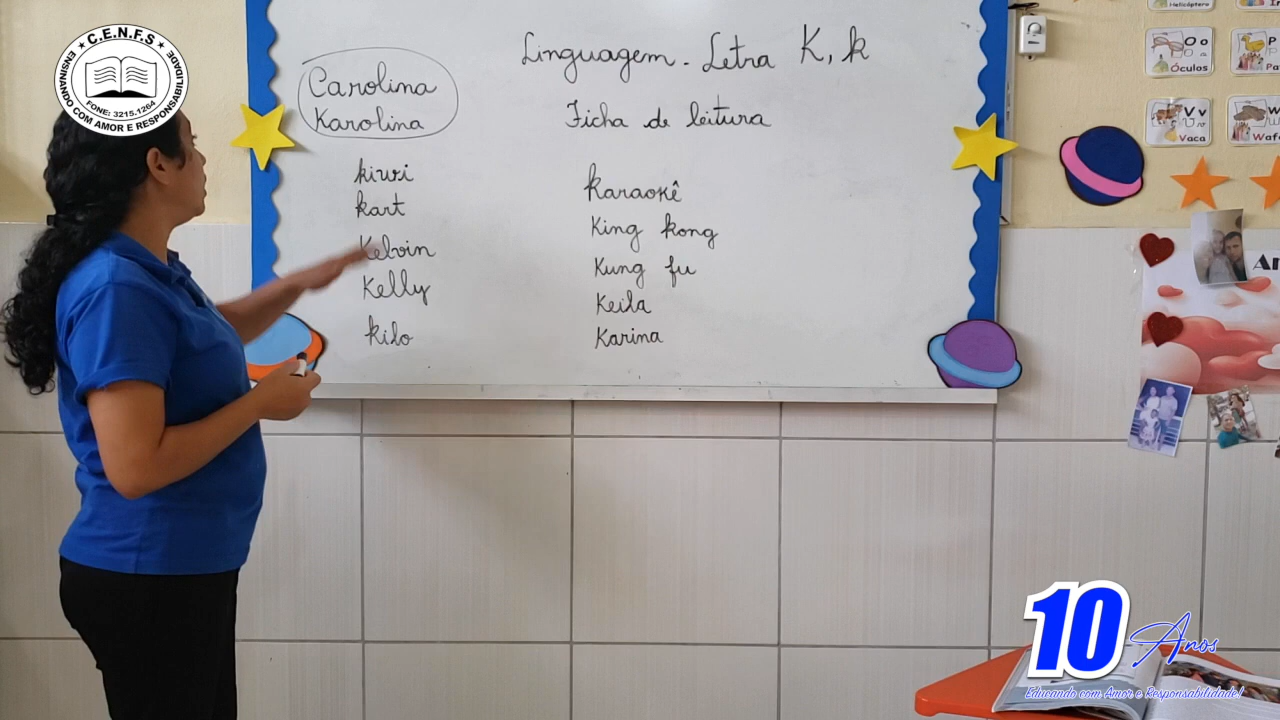 C.E.N.F.S
ENSINANDO COM AMOR E RESPONSABILIDADE
FONE: 3215.1264
Linguagem. Letra K, k
Carolina
Karolina
Ficha de leitura
kiwi
kart
Kelvin
Kelly
kilo
karaokê
King kong
Kung fu
Keila
Karina
Helicóptero
O o
Óculos
P
V v
Vaca
W
10 Anos
Educando com Amor e Responsabilidade!